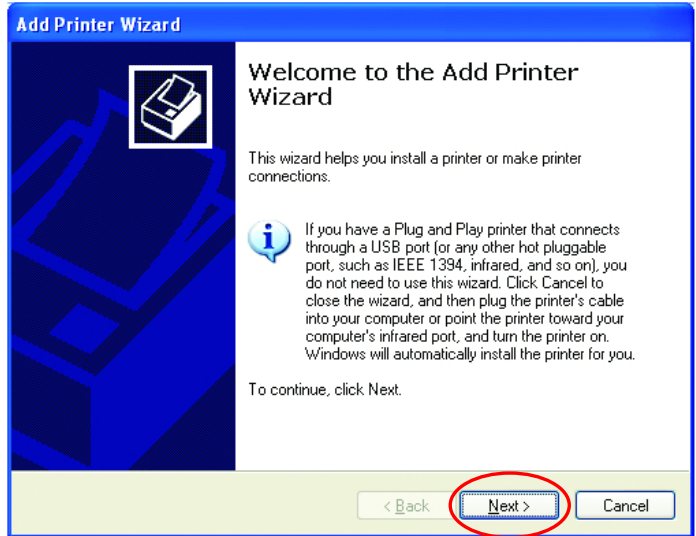 Add Printer Wizard
Welcome to the Add Printer
Wizard
This wizard helps you install a printer or make printer
connections.
If you have a Plug and Play printer that connects
through a USB port (or any other hot pluggable
port, such as IEEE 1394, infrared, and so on), you
do not need to use this wizard. Click Cancel to
close the wizard, and then plug the printer's cable
into your computer or point the printer toward your
computer's infrared port, and turn the printer on.
Windows will automatically install the printer for you.
To continue, click Next.
< Back Next > Cancel